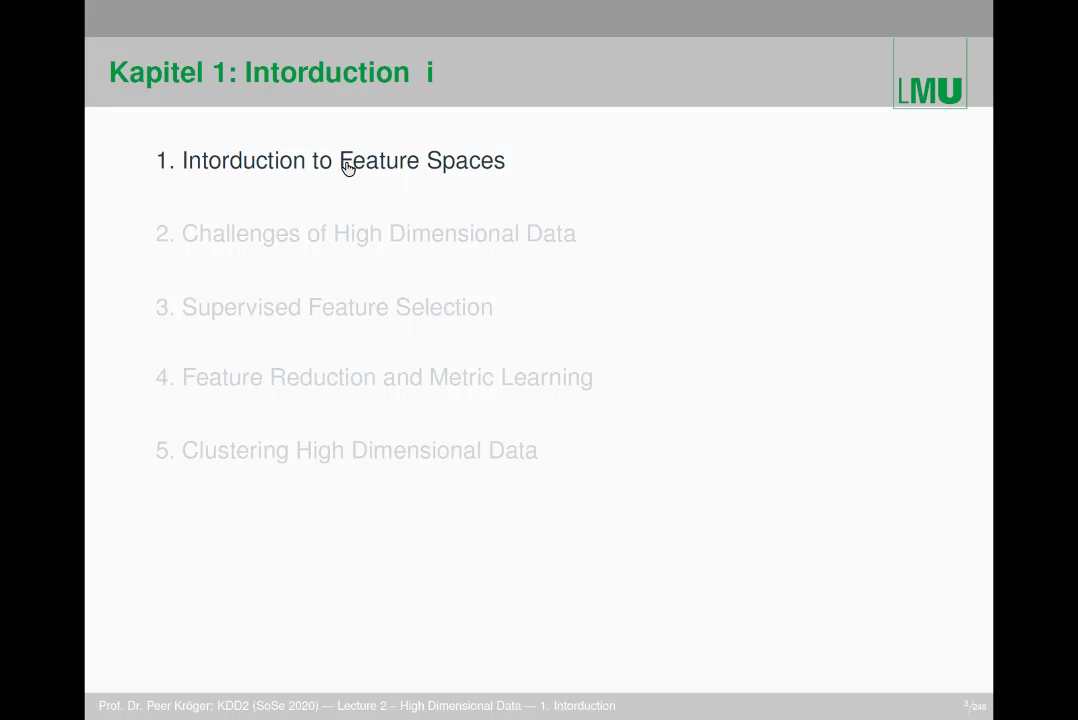 Kapitel 1: Intorduction i
LMU
1. Intorduction to Feature Spaces
2. Challenges of High Dimensional Data
3. Supervised Feature Selection
4. Feature Reduction and Metric Learning
5. Clustering High Dimensional Data
Prof. Dr. Peer Kröger: KDD2 (SoSe 2020) — Lecture 2 – High Dimensional Data — 1. Intorduction
3/248